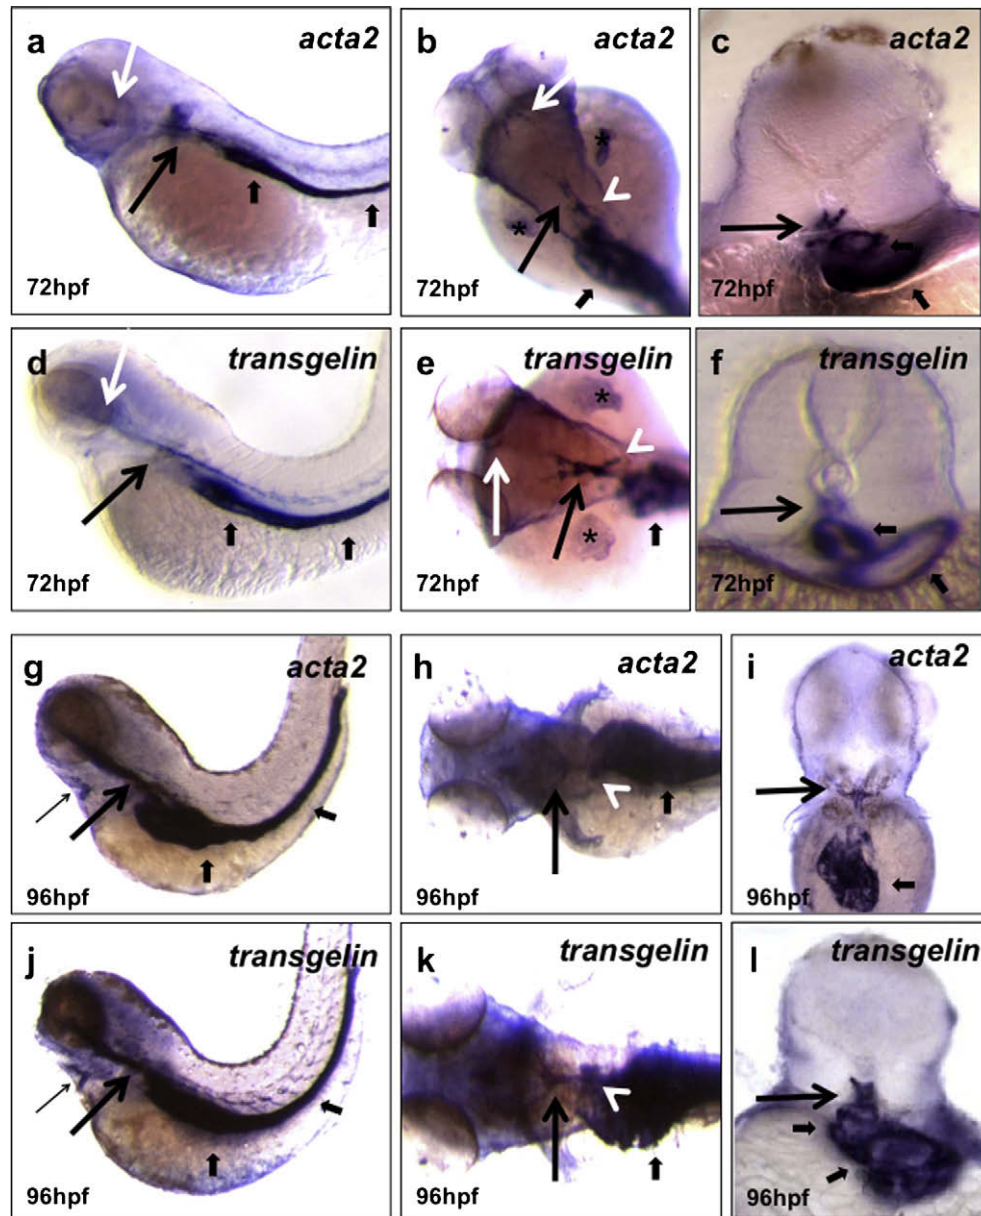 a acta2
72hpf
b acta2
* *
72hpf
c acta2
72hpf
d transgelin
72hpf
e transgelin
* *
72hpf
f transgelin
72hpf
g acta2
96hpf
h acta2
96hpf
i acta2
96hpf
j transgelin
96hpf
k transgelin
96hpf
l transgelin
96hpf